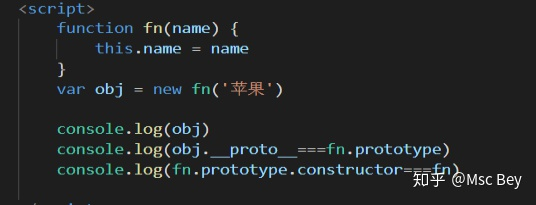 <script>
function fn(name) {
this.name = name
}
var obj = new fn('苹果')
console.log(obj)
console.log(obj.__proto__===fn.prototype)
console.log(fn.prototype.constructor===fn)
知乎 @Msc Bey